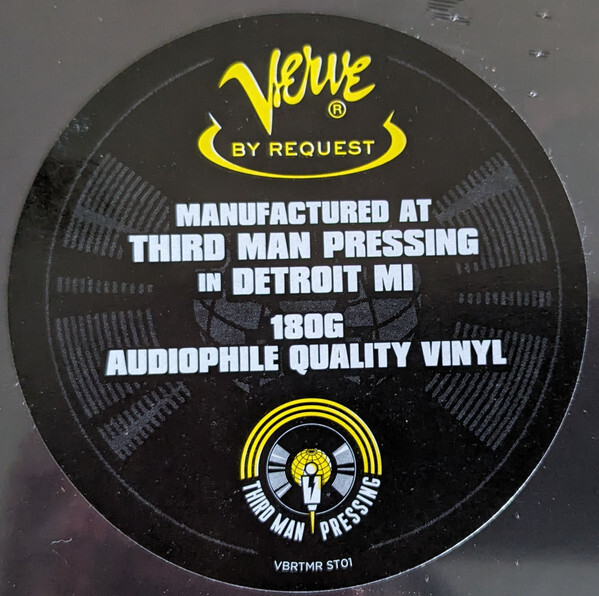 VERVE®
BY REQUEST
MANUFACTURED AT
THIRD MAN PRESSING
IN DETROIT MI
180G
AUDIOPHILE QUALITY VINYL
THIRD MAN PRESSING
VBRTMR ST01